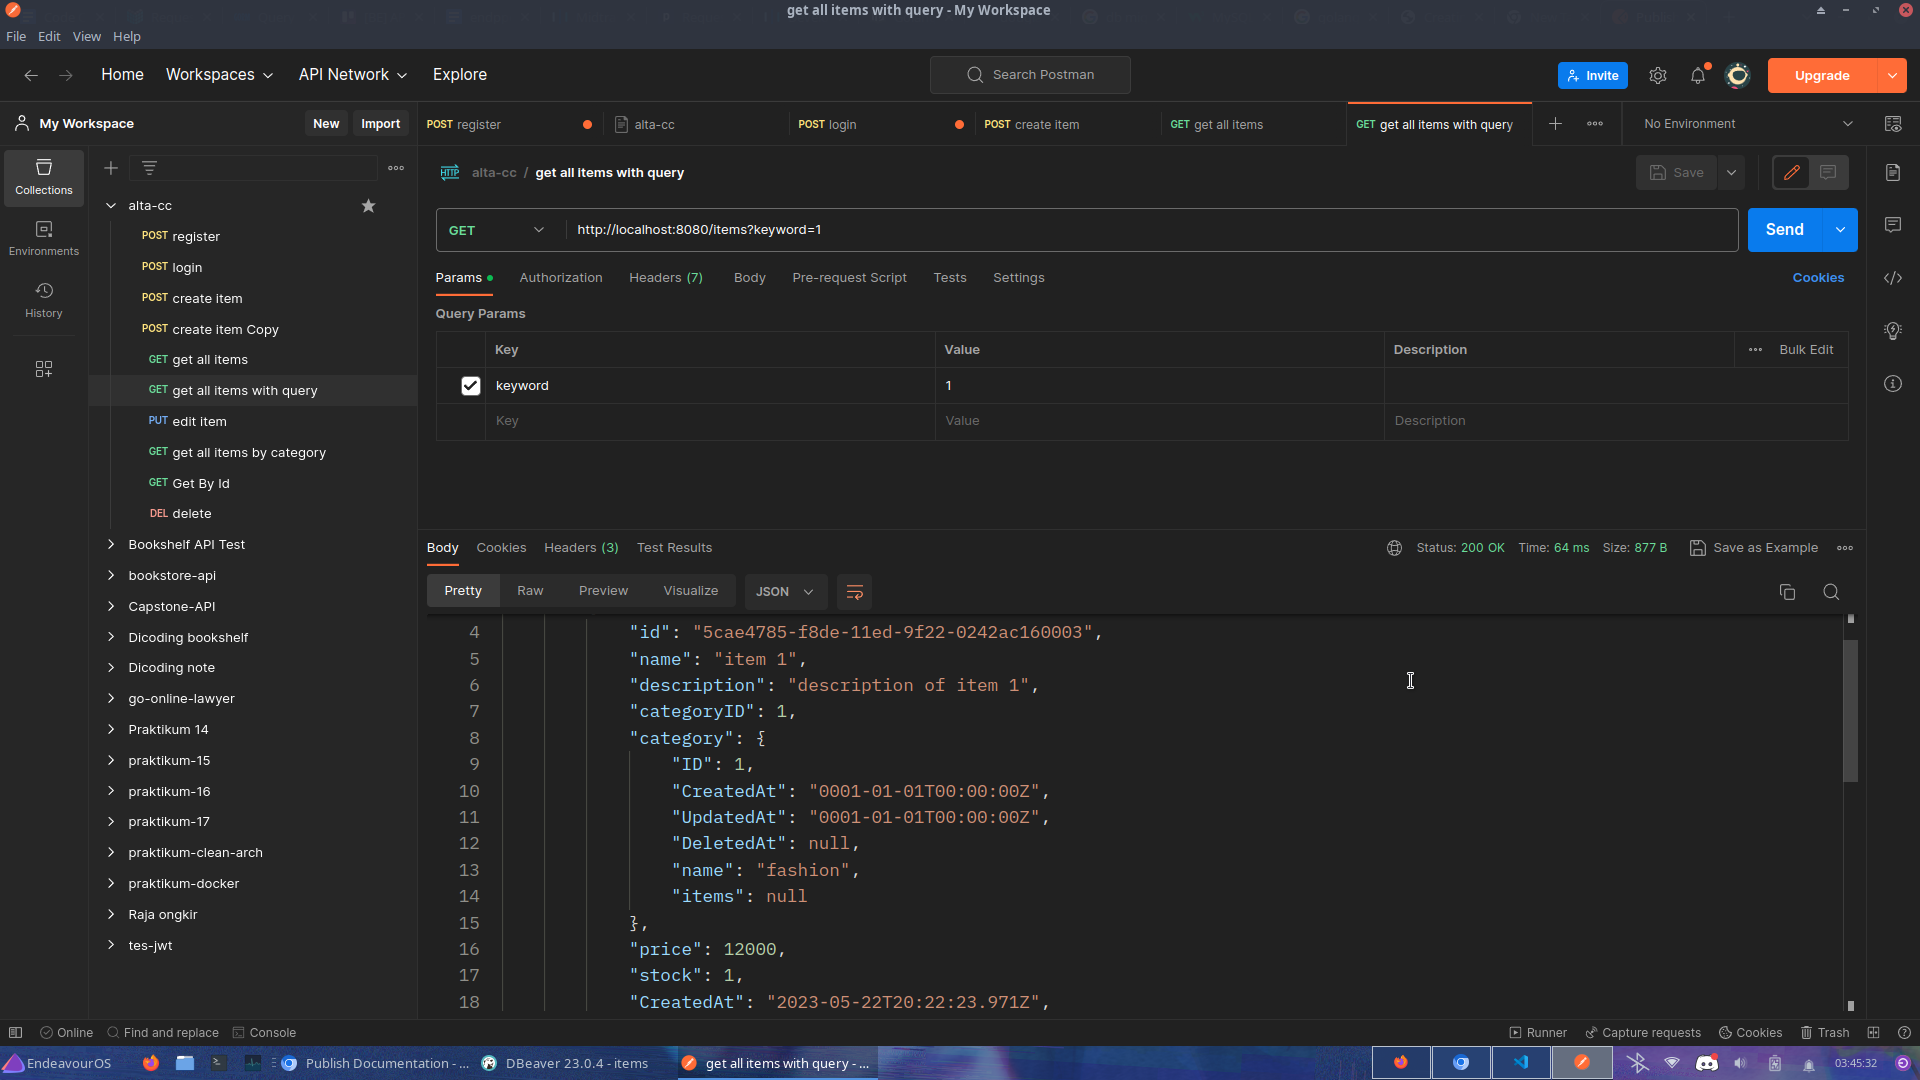 get all items with query - My Workspace
File Edit View Help
Home Workspaces API Network Explore
Search Postman
Invite
Upgrade
My Workspace
New Import
POST register
alta-cc
POST login
POST create item
GET get all items
GET get all items with query
No Environment
Collections
Environments
History
alta-cc
POST register
POST login
POST create item
POST create item Copy
GET get all items
GET get all items with query
PUT edit item
GET get all items by category
GET Get By Id
DEL delete
Bookshelf API Test
bookstore-api
Capstone-API
Dicoding bookshelf
Dicoding note
go-online-lawyer
Praktikum 14
praktikum-15
praktikum-16
praktikum-17
praktikum-clean-arch
praktikum-docker
Raja ongkir
tes-jwt
HTTP alta-cc / get all items with query
Save
GET http://localhost:8080/items?keyword=1
Send
Params Authorization Headers (7) Body Pre-request Script Tests Settings
Cookies
Query Params
Key Value Description Bulk Edit
keyword 1
Key Value Description
Body Cookies Headers (3) Test Results
Status: 200 OK Time: 64 ms Size: 877 B Save as Example
Pretty Raw Preview Visualize JSON
4 "id": "5cae4785-f8de-11ed-9f22-0242ac160003",
5 "name": "item 1",
6 "description": "description of item 1",
7 "categoryID": 1,
8 "category": {
9 "ID": 1,
10 "CreatedAt": "0001-01-01T00:00:00Z",
11 "UpdatedAt": "0001-01-01T00:00:00Z",
12 "DeletedAt": null,
13 "name": "fashion",
14 "items": null
15 },
16 "price": 12000,
17 "stock": 1,
18 "CreatedAt": "2023-05-22T20:22:23.971Z",
Online Find and replace Console
Runner Capture requests Cookies Trash
EndeavourOS
Publish Documentation - ...
DBeaver 23.0.4 - items
get all items with query - ...
03:45:32